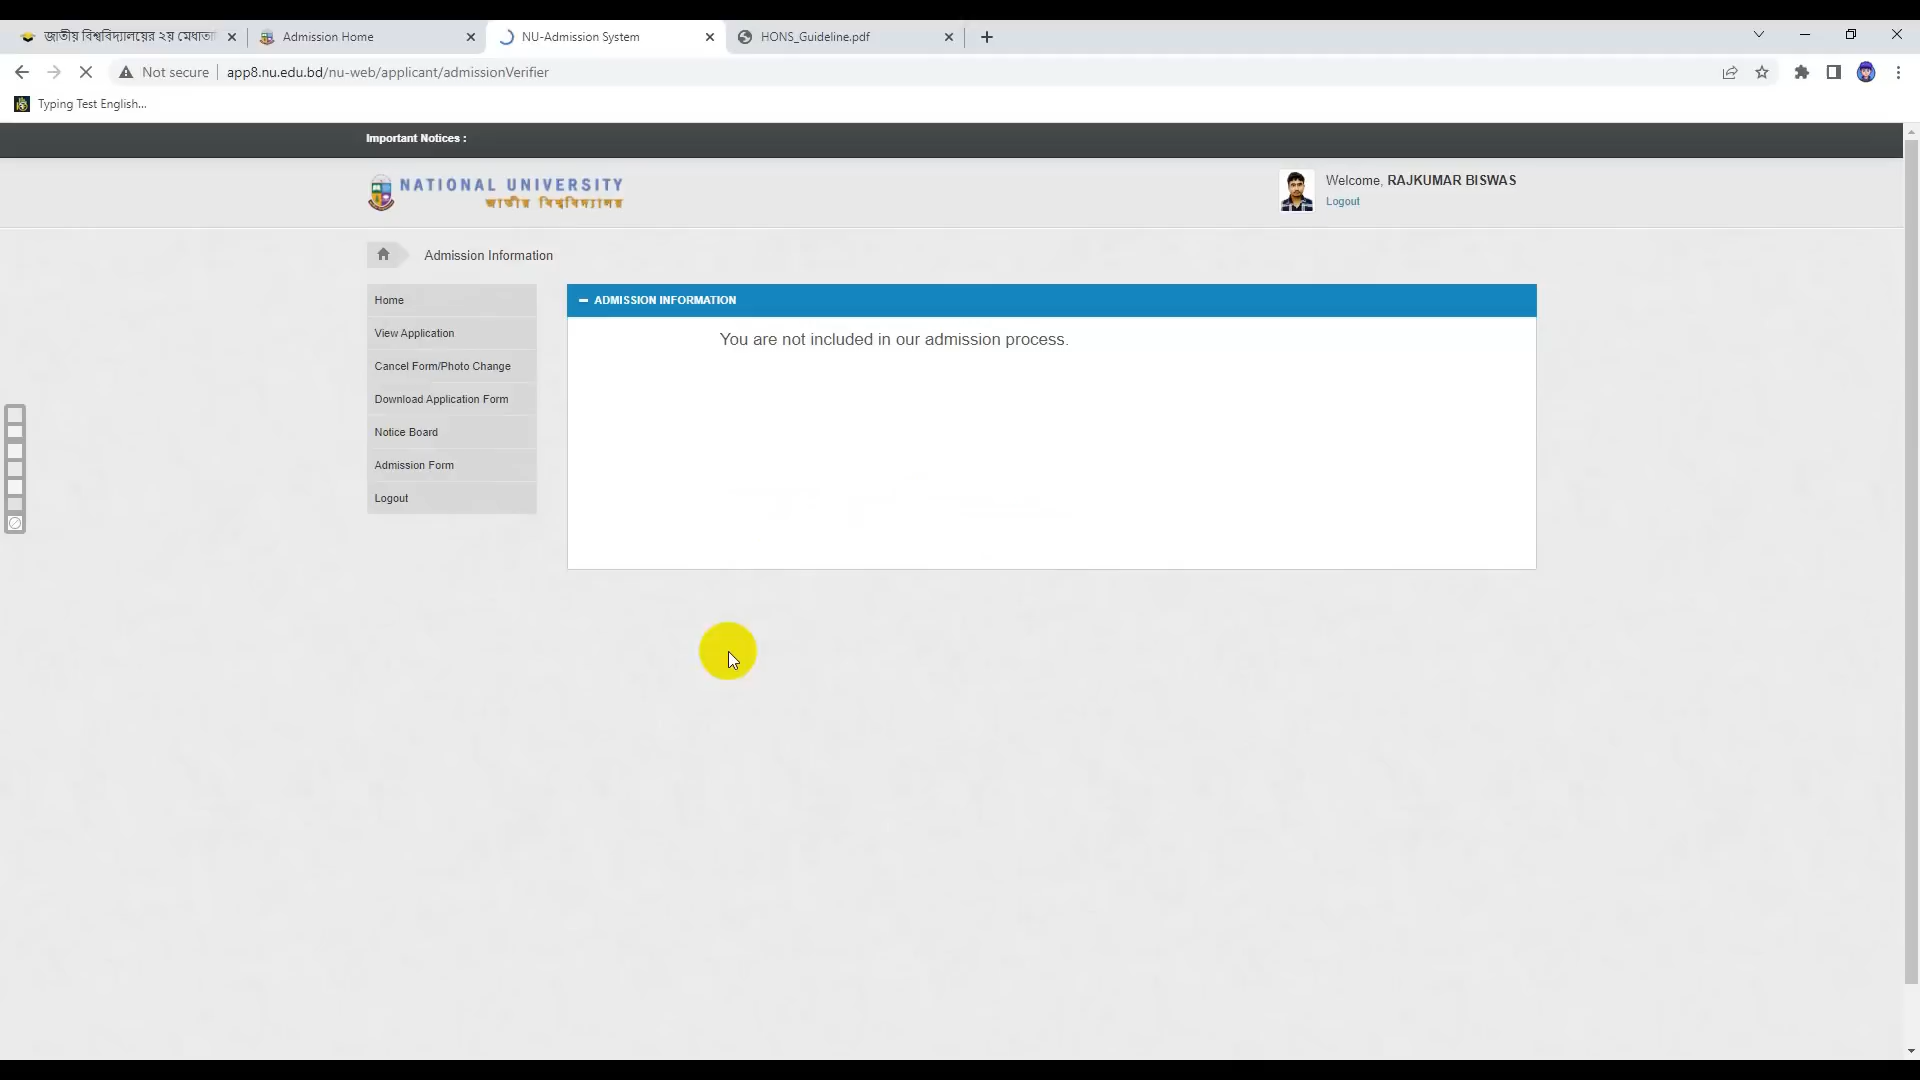 জাতীয় বিশ্ববিদ্যালয়ের ২য় মেধাতা
Admission Home
NU-Admission System
HONS_Guideline.pdf
Not secure
app8.nu.edu.bd/nu-web/applicant/admissionVerifier
Typing Test English...
Important Notices :
NATIONAL UNIVERSITY
জাতীয় বিশ্ববিদ্যালয়
Welcome, RAJKUMAR BISWAS
Logout
Admission Information
Home
View Application
Cancel Form/Photo Change
Download Application Form
Notice Board
Admission Form
Logout
ADMISSION INFORMATION
You are not included in our admission process.